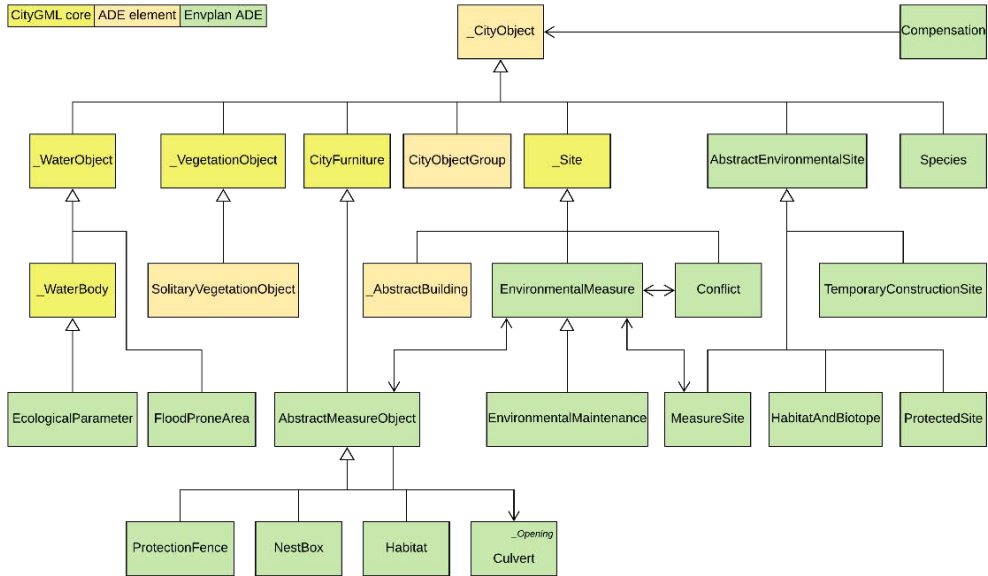 CityGML core ADE element Envplan ADE
_CityObject
Compensation
_WaterObject
_VegetationObject
CityFurniture
CityObjectGroup
_Site
AbstractEnvironmentalSite
Species
_WaterBody
SolitaryVegetationObject
_AbstractBuilding
EnvironmentalMeasure
Conflict
TemporaryConstructionSite
EcologicalParameter
FloodProneArea
AbstractMeasureObject
EnvironmentalMaintenance
MeasureSite
HabitatAndBiotope
ProtectedSite
ProtectionFence
NestBox
Habitat
_Opening
Culvert